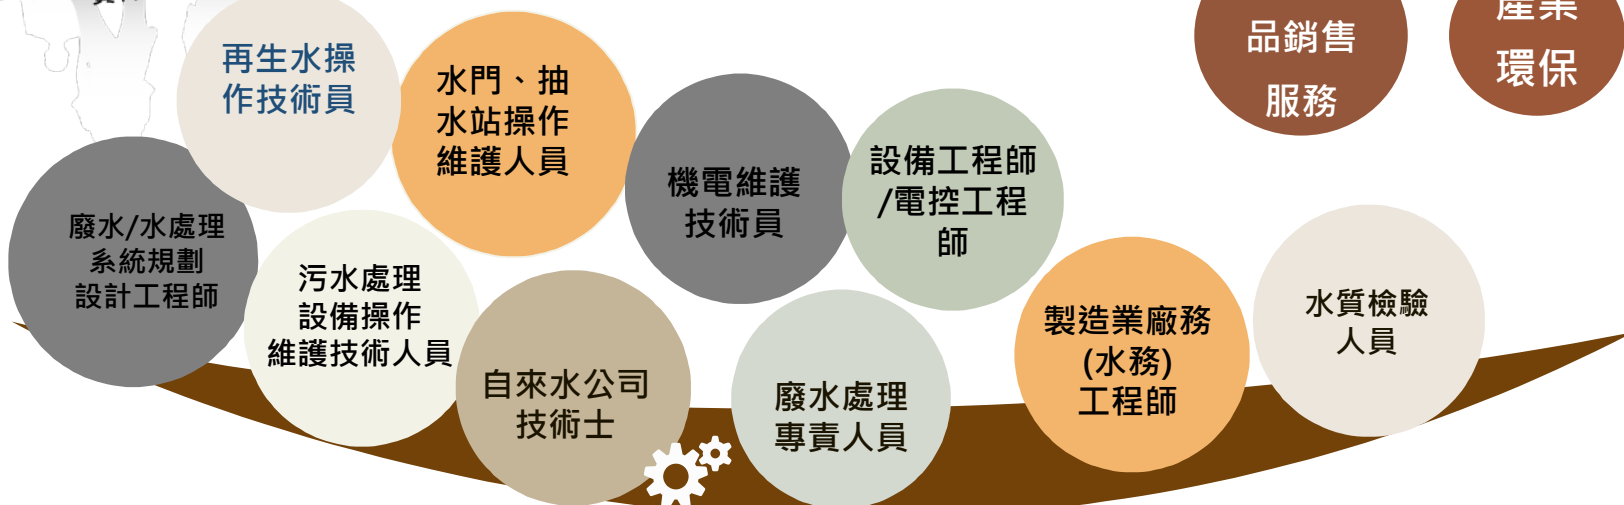 品銷售
服務
產業
環保
再生水操
作技術員
水門、抽
水站操作
維護人員
機電維護
技術員
設備工程師
/電控工程
師
廢水/水處理
系統規劃
設計工程師
污水處理
設備操作
維護技術人員
自來水公司
技術士
廢水處理
專責人員
製造業廠務
(水務)
工程師
水質檢驗
人員